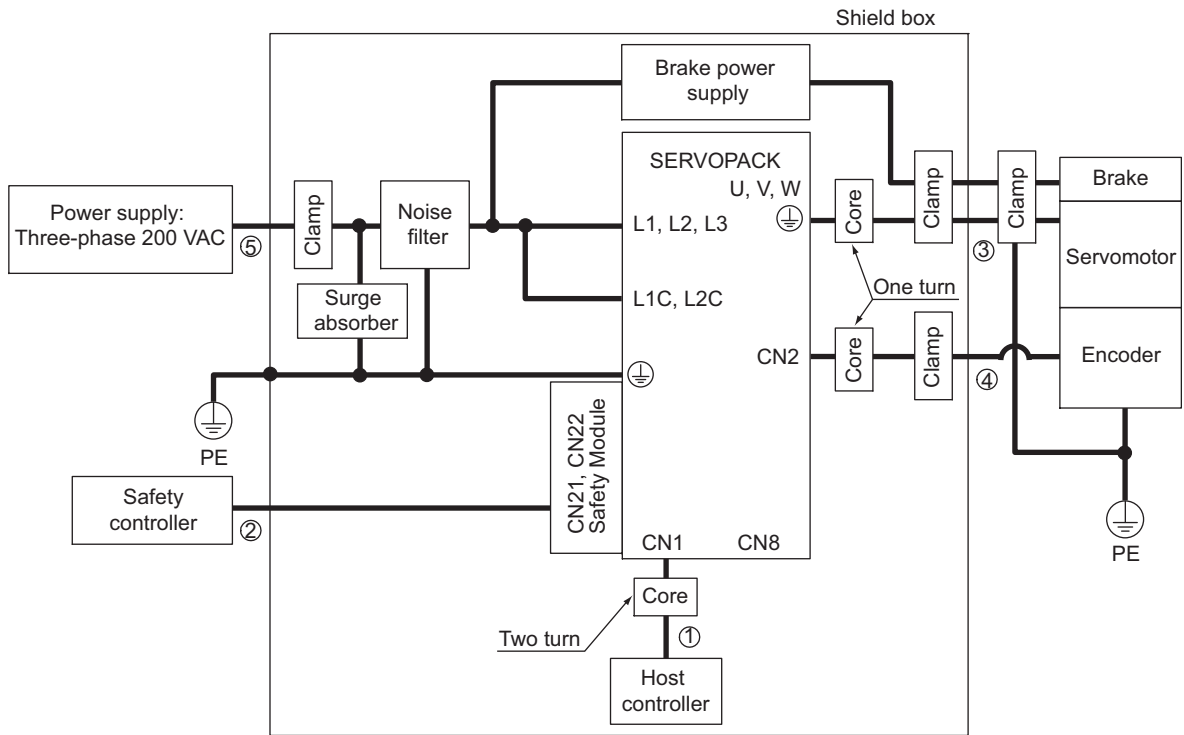 Shield box
Brake power
supply
SERVOPACK
U, V, W
Clamp
Clamp
Brake
Power supply:
Three-phase 200 VAC
⑤
Clamp
Noise
filter
L1, L2, L3
Core
③
Servomotor
Surge
absorber
L1C, L2C
One turn
CN2
Core
Clamp
④
Encoder
PE
CN21, CN22
Safety Module
Safety
controller
②
PE
CN1
CN8
Core
Two turn
①
Host
controller